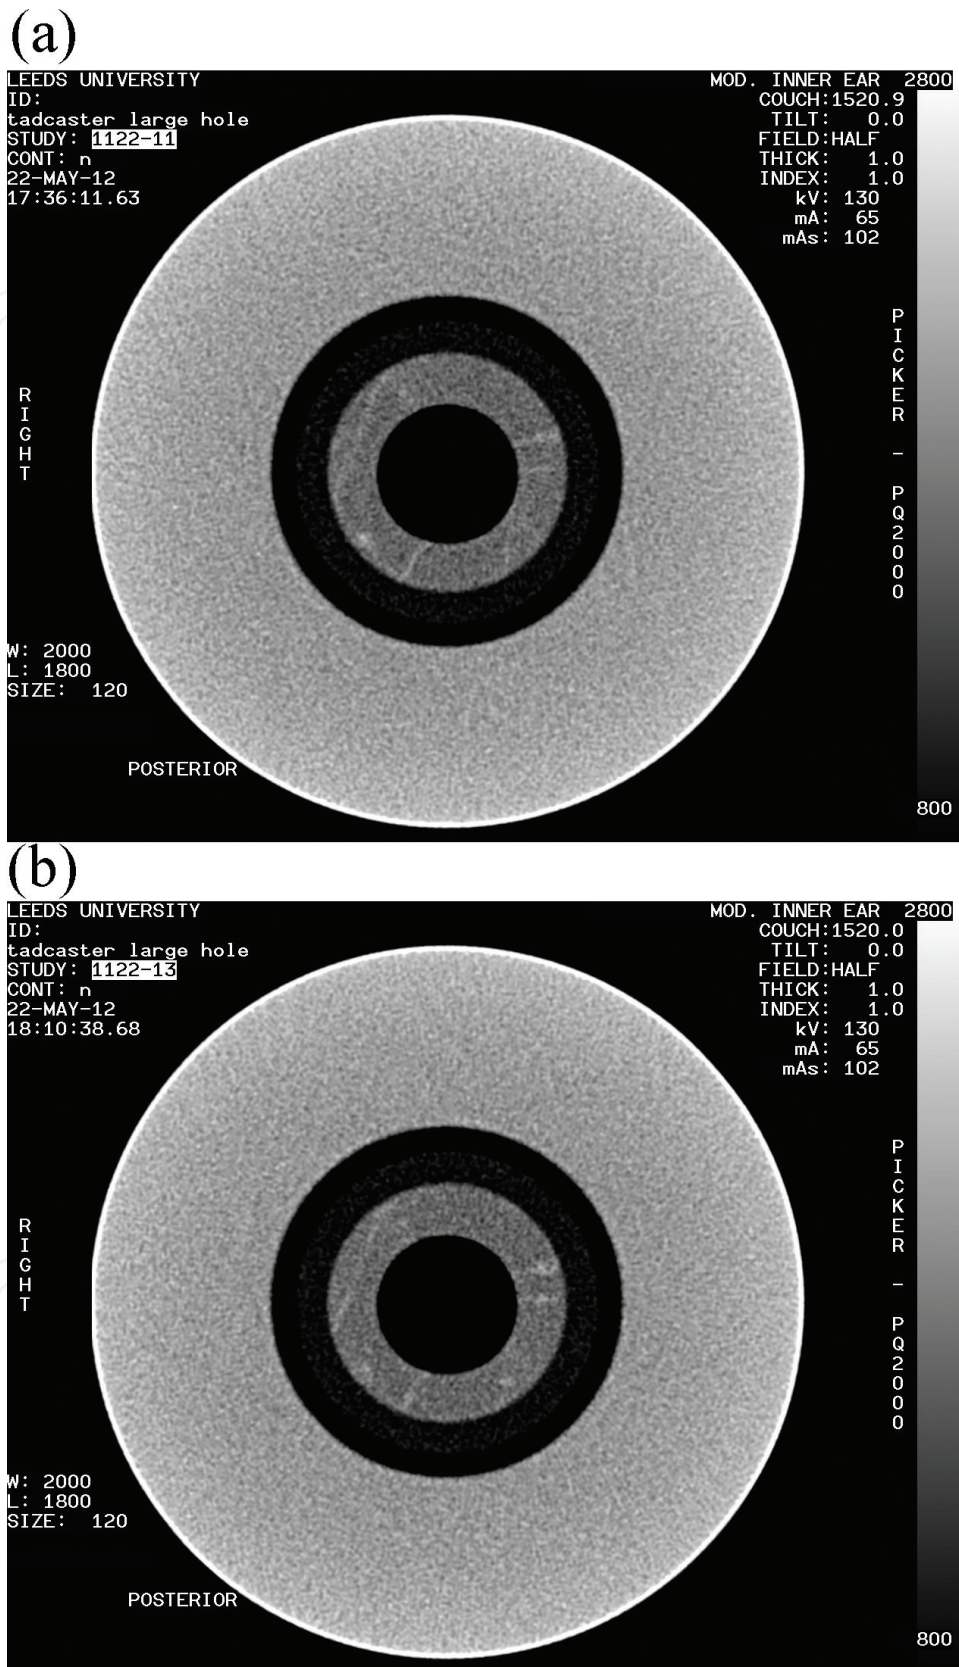 (a)
LEEDS UNIVERSITY
ID:
tadcaster large hole
STUDY: 1122-11
CONT: n
22-MAY-12
17:36:11.63
MOD. INNER EAR 2800
COUCH:1520.9
TILT: 0.0
FIELD:HALF
THICK: 1.0
INDEX: 1.0
kV: 130
mA: 65
mAs: 102
RIGHT
PICKER - PQ2000
W: 2000
L: 1800
SIZE: 120
POSTERIOR
800
(b)
LEEDS UNIVERSITY
ID:
tadcaster large hole
STUDY: 1122-13
CONT: n
22-MAY-12
18:10:38.68
MOD. INNER EAR 2800
COUCH:1520.0
TILT: 0.0
FIELD:HALF
THICK: 1.0
INDEX: 1.0
kV: 130
mA: 65
mAs: 102
RIGHT
PICKER - PQ2000
W: 2000
L: 1800
SIZE: 120
POSTERIOR
800